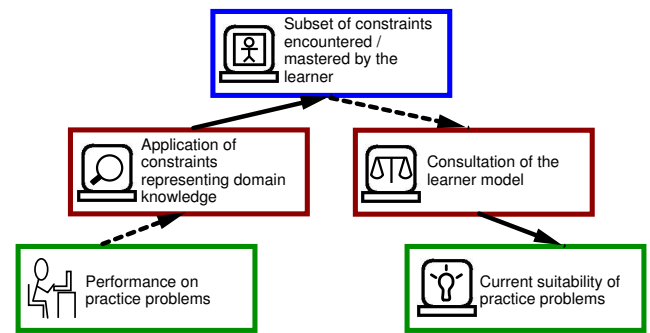 Subset of constraints
encountered /
mastered by the
learner
Application of
constraints
representing domain
knowledge
Consultation of the
learner model
Performance on
practice problems
Current suitability of
practice problems